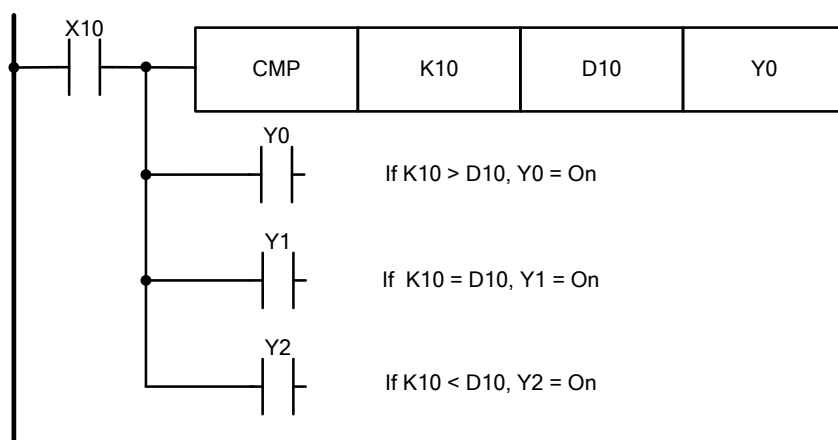 X10
CMP K10 D10 Y0
Y0
If K10 > D10, Y0 = On
Y1
If K10 = D10, Y1 = On
Y2
If K10 < D10, Y2 = On